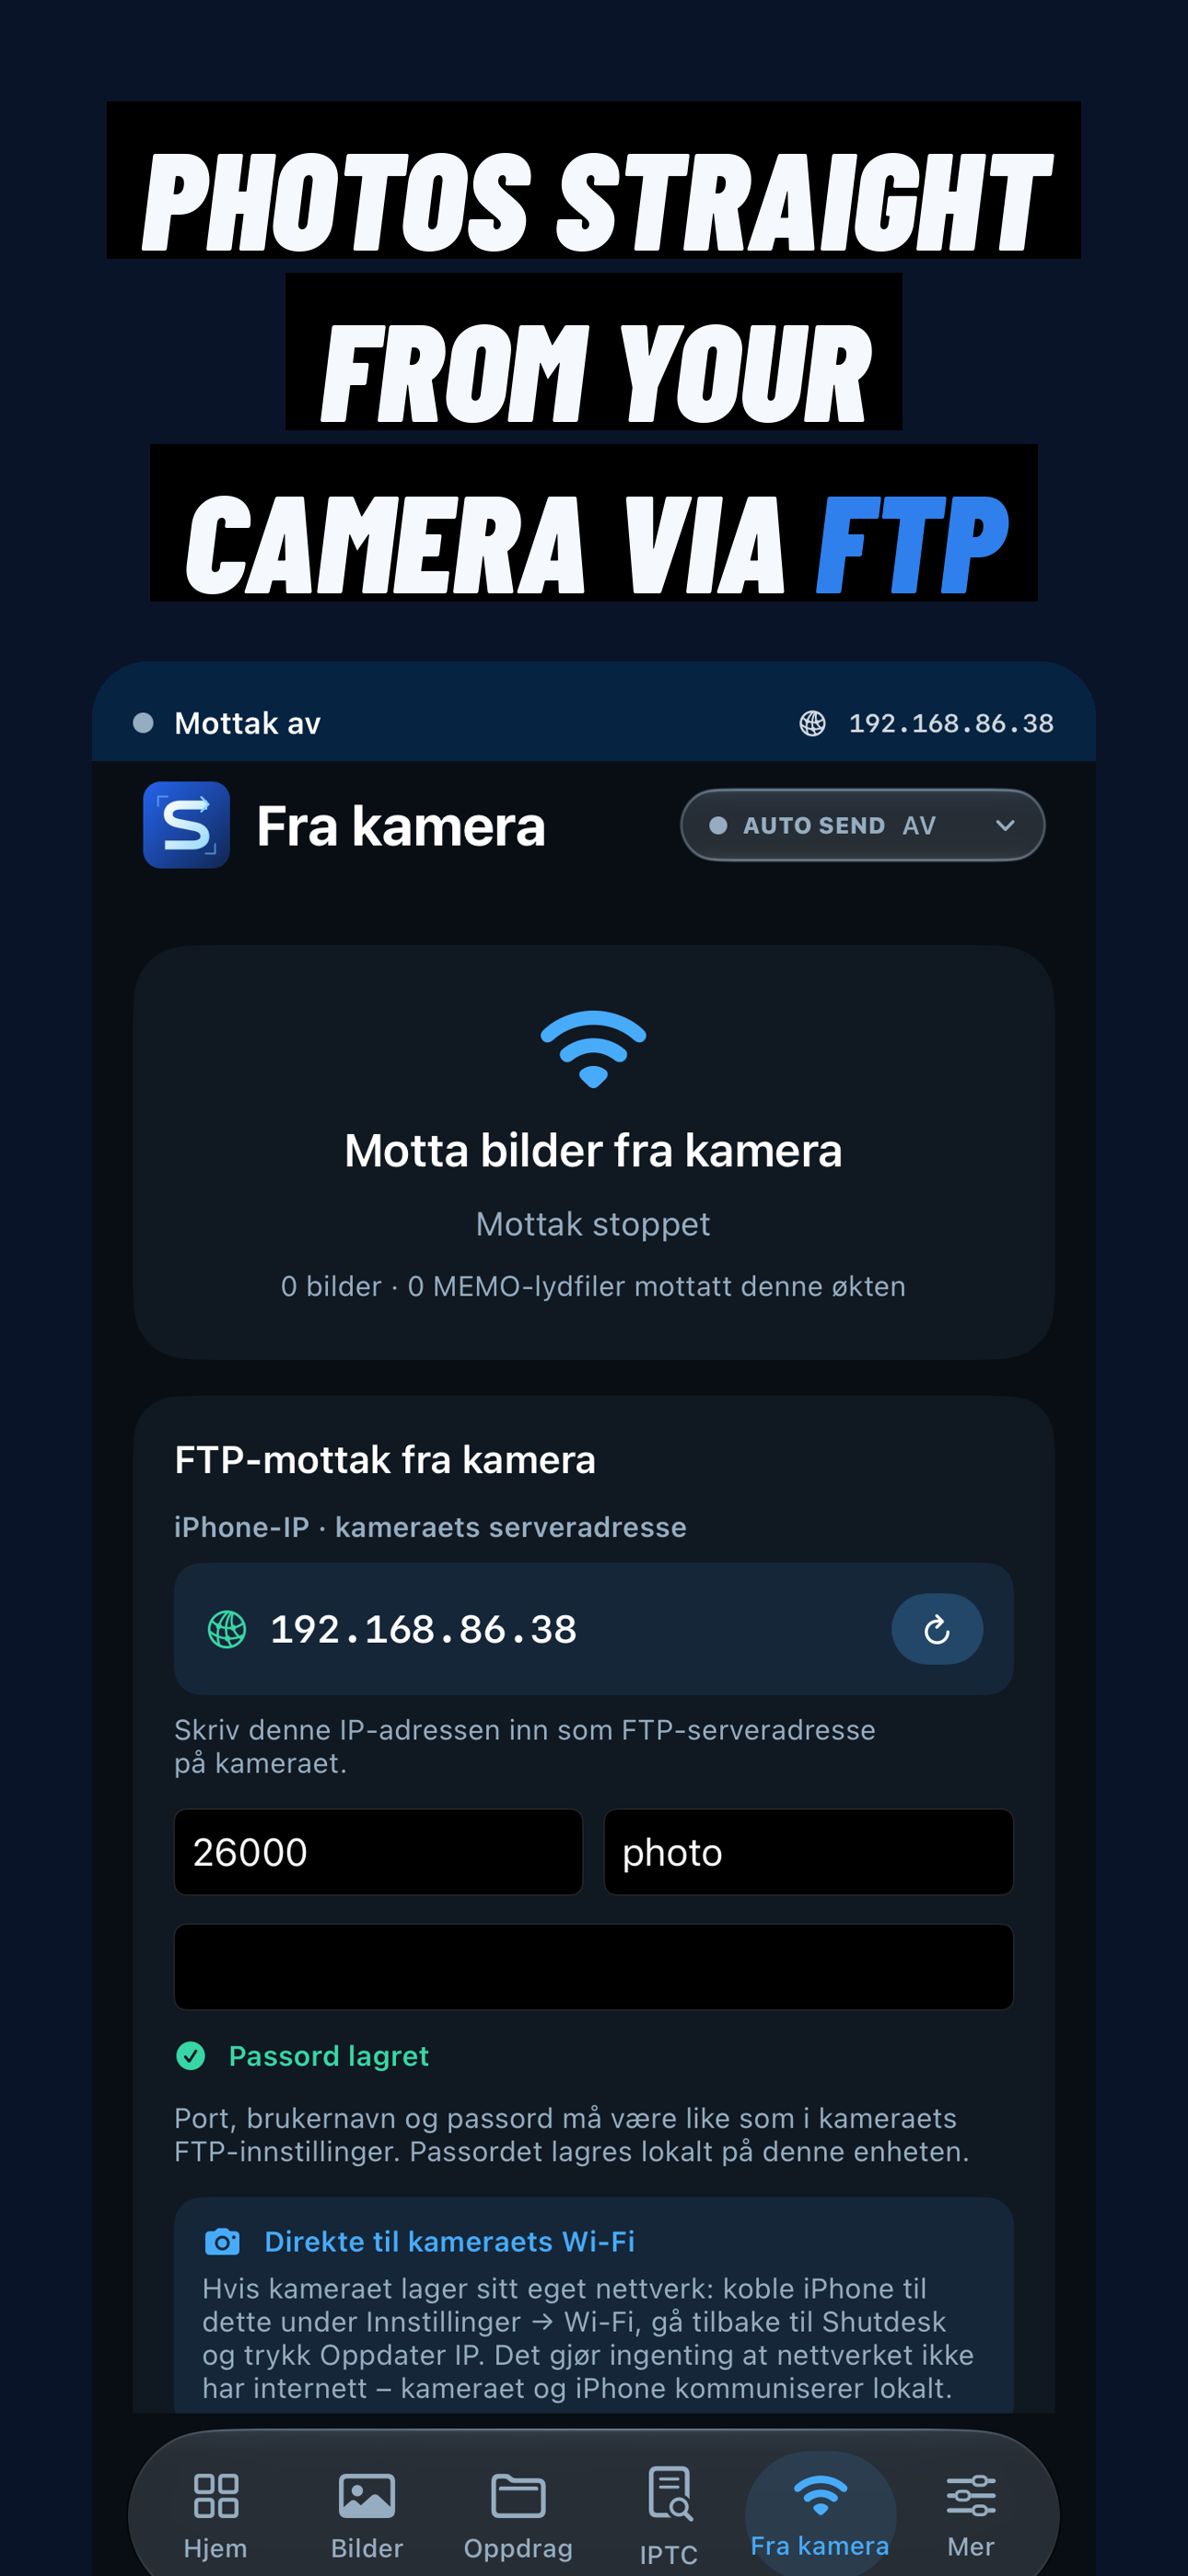 PHOTOS STRAIGHT
FROM YOUR
CAMERA VIA FTP
Mottak av
192.168.86.38
Fra kamera
AUTO SEND AV
Motta bilder fra kamera
Mottak stoppet
0 bilder · 0 MEMO-lydfiler mottatt denne økten
FTP-mottak fra kamera
iPhone-IP · kameraets serveradresse
192.168.86.38
Skriv denne IP-adressen inn som FTP-serveradresse
på kameraet.
26000
photo
Passord lagret
Port, brukernavn og passord må være like som i kameraets
FTP-innstillinger. Passordet lagres lokalt på denne enheten.
Direkte til kameraets Wi-Fi
Hvis kameraet lager sitt eget nettverk: koble iPhone til
dette under Innstillinger → Wi-Fi, gå tilbake til Shutdesk
og trykk Oppdater IP. Det gjør ingenting at nettverket ikke
har internett – kameraet og iPhone kommuniserer lokalt.
Hjem
Bilder
Oppdrag
IPTC
Fra kamera
Mer